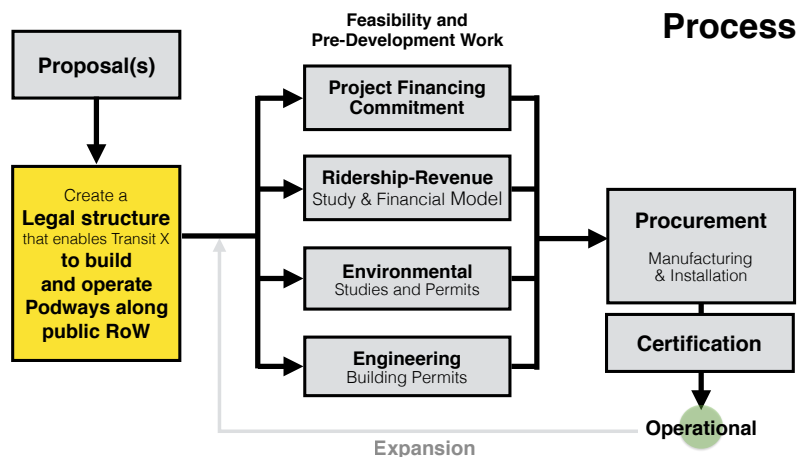 Process
Feasibility and
Pre-Development Work
Proposal(s)
Create a
Legal structure
that enables Transit X
to build
and operate
Podways along
public RoW
Project Financing
Commitment
Ridership-Revenue
Study & Financial Model
Environmental
Studies and Permits
Engineering
Building Permits
Procurement
Manufacturing
& Installation
Certification
Operational
Expansion